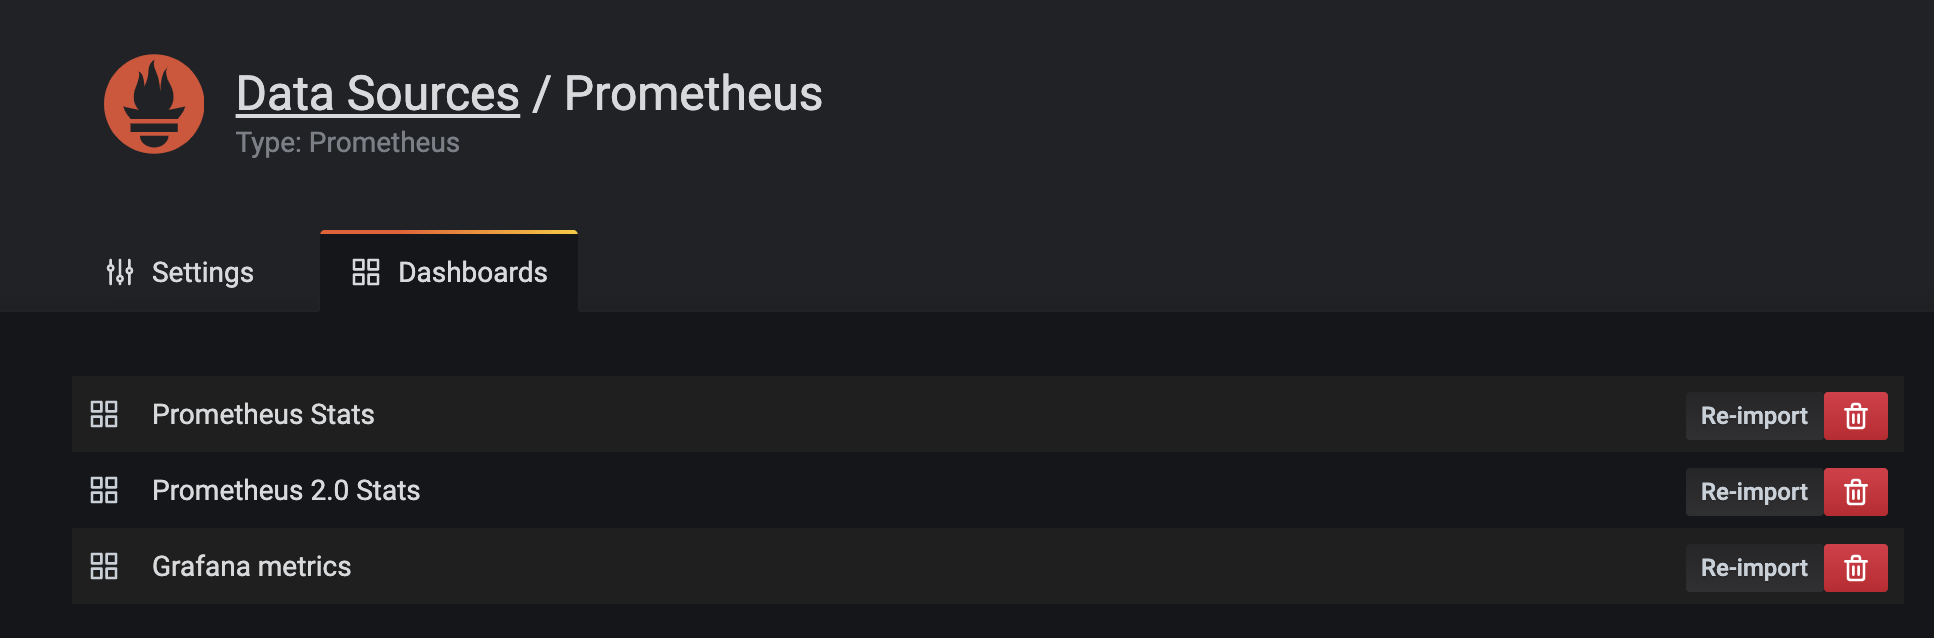 Data Sources / Prometheus
Type: Prometheus
Settings
Dashboards
Prometheus Stats
Re-import
Prometheus 2.0 Stats
Re-import
Grafana metrics
Re-import